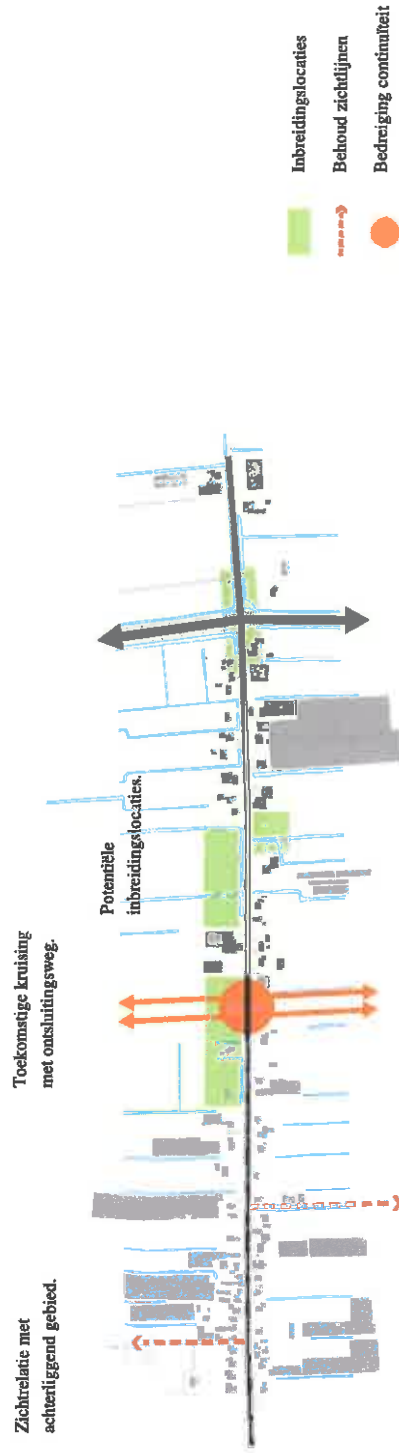 Zichtrelatie met
achterliggend gebied.
Toekomstige kruising
met ontsluitingsweg.
Potentiële
inbreidingslocaties.
Inbreidingslocaties
Behoud zichtlijnen
Bedreiging continuïteit